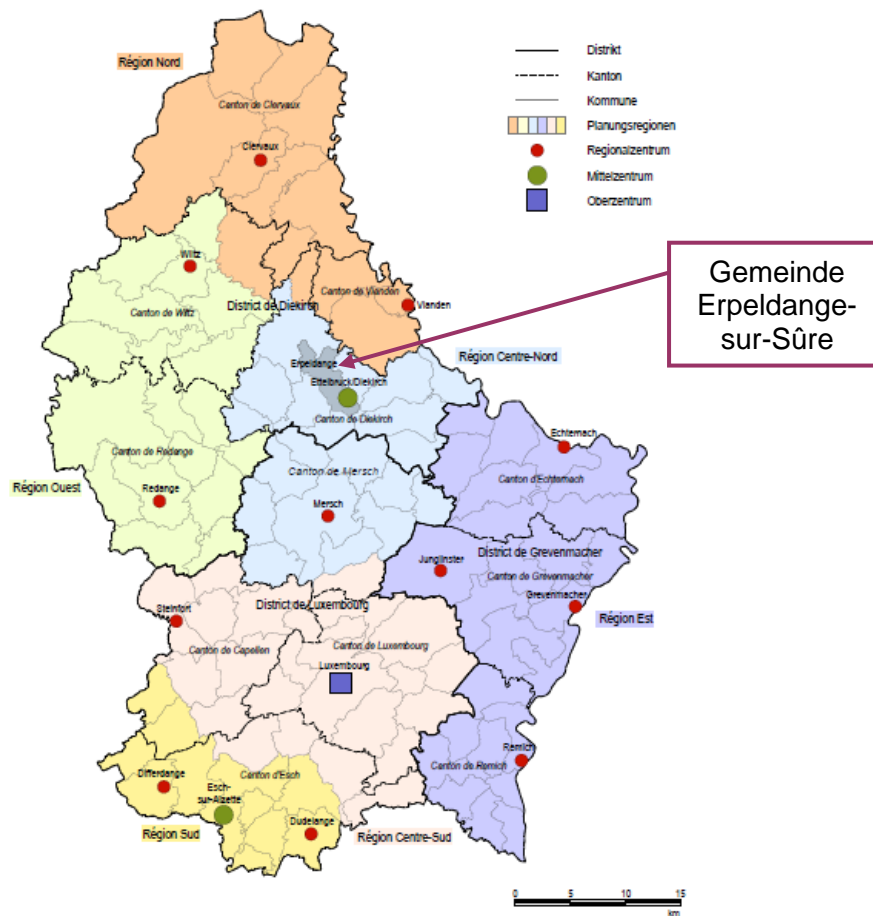 Région Nord
Canton de Clervaux
Clervaux
Distrikt
Kanton
Kommune
Planungsregionen
Regionalzentrum
Mittelzentrum
Oberzentrum
Wiltz
Canton de Wiltz
District de Diekirch
Canton de Vianden
Vianden
Gemeinde
Erpeldange-
sur-Sûre
Erpeldange
Région Centre-Nord
Ettelbruck/Diekirch
Canton de Diekirch
Echternach
Canton d'Echternach
Canton de Redange
Canton de Mersch
Région Ouest
Redange
Mersch
Junglinster
District de Grevenmacher
Canton de Grevenmacher
Grevenmacher
Région Est
Steinfort
District de Luxembourg
Canton de Capellen
Canton de Luxembourg
Luxembourg
Remich
Canton de Remich
Differdange
Canton d'Esch
Esch-
sur-Alzette
Dudelange
Région Sud
Région Centre-Sud
0 5 10 15
km